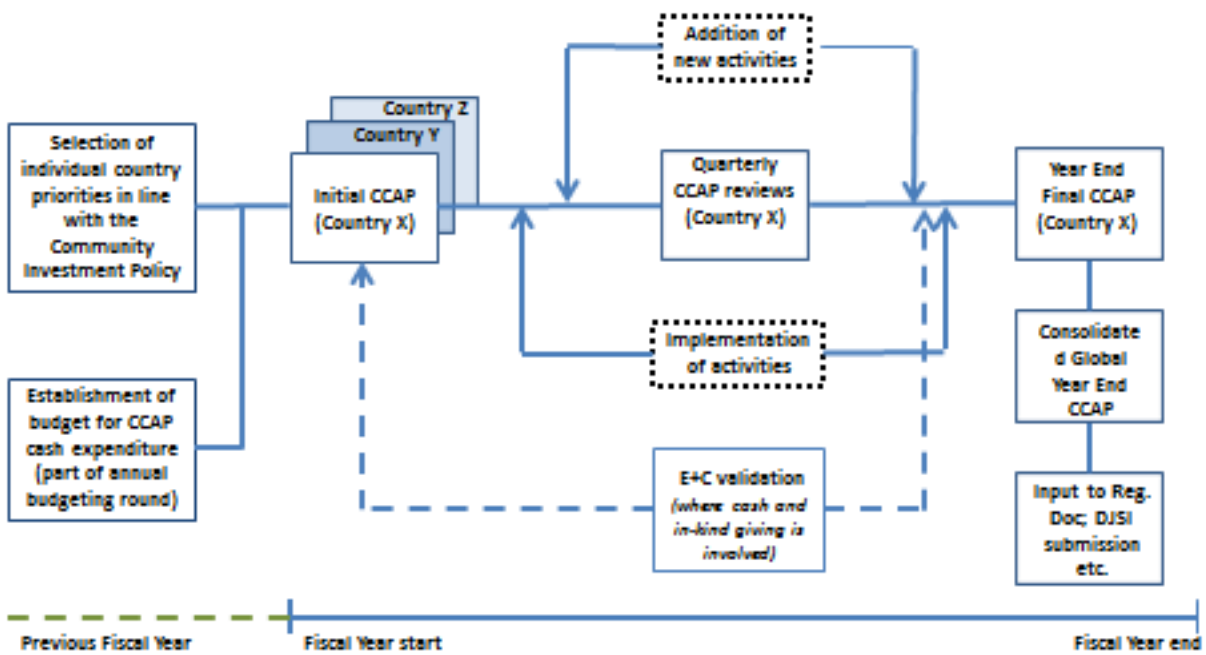 Addition of
new activities
Country Z
Country Y
Selection of
individual country
priorities in line
with the
Community
Investment Policy
Initial CCAP
(Country X)
Quarterly
CCAP reviews
(Country X)
Year End
Final CCAP
(Country X)
Implementation
of activities
Consolidate
d Global
Year End
CCAP
Establishment of
budget for CCAP
cash expenditure
(part of annual
budgeting round)
E+C validation
(where cash and
in-kind giving is
involved)
Input to Reg.
Doc; DJSI
submission
etc.
Previous Fiscal Year
Fiscal Year start
Fiscal Year end